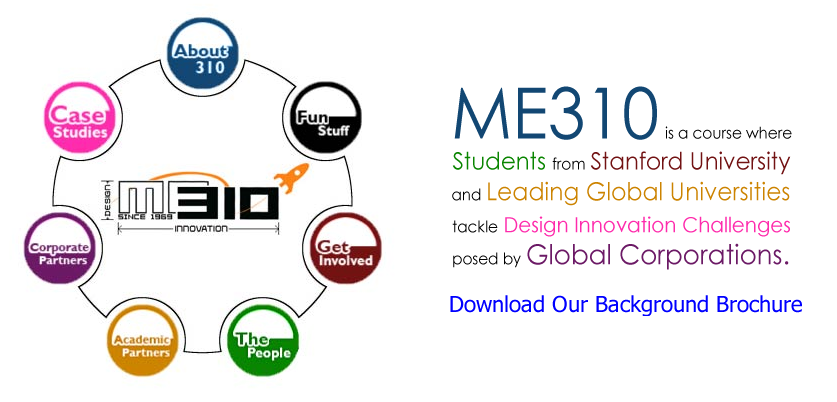 About
310
Case
Studies
Fun
Stuff
DESIGN
ME310
SINCE 1969
INNOVATION
Corporate
Partners
Get
Involved
Academic
Partners
The
People
ME310 is a course where
Students from Stanford University
and Leading Global Universities
tackle Design Innovation Challenges
posed by Global Corporations.
Download Our Background Brochure